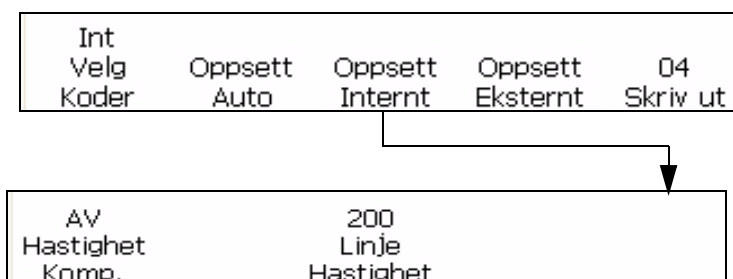 Int
Velg Oppsett Oppsett Oppsett 04
Koder Auto Internt Eksternt Skriv ut
AV 200
Hastighet Linje
Komp. Hastighet